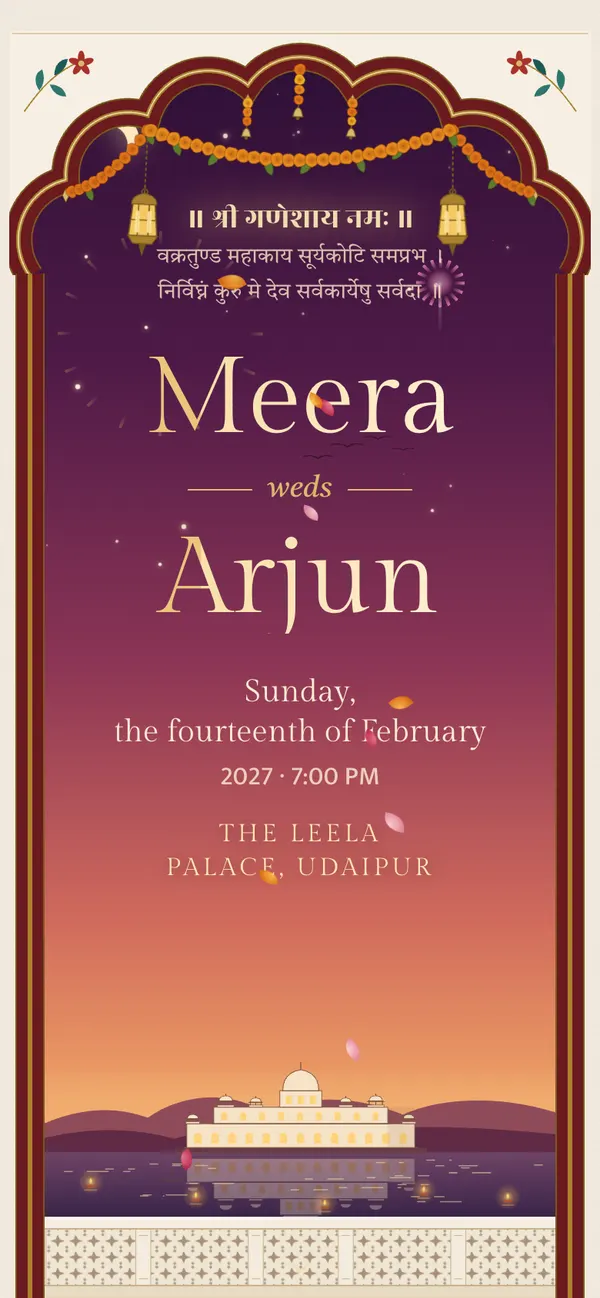 ॥ श्री गणेशाय नमः ॥
वक्रतुण्ड महाकाय सूर्यकोटि समप्रभ ।
निर्विघ्नं कुरु मे देव सर्वकार्येषु सर्वदा ॥
Meera
weds
Arjun
Sunday,
the fourteenth of February
2027 · 7:00 PM
THE LEELA
PALACE, UDAIPUR